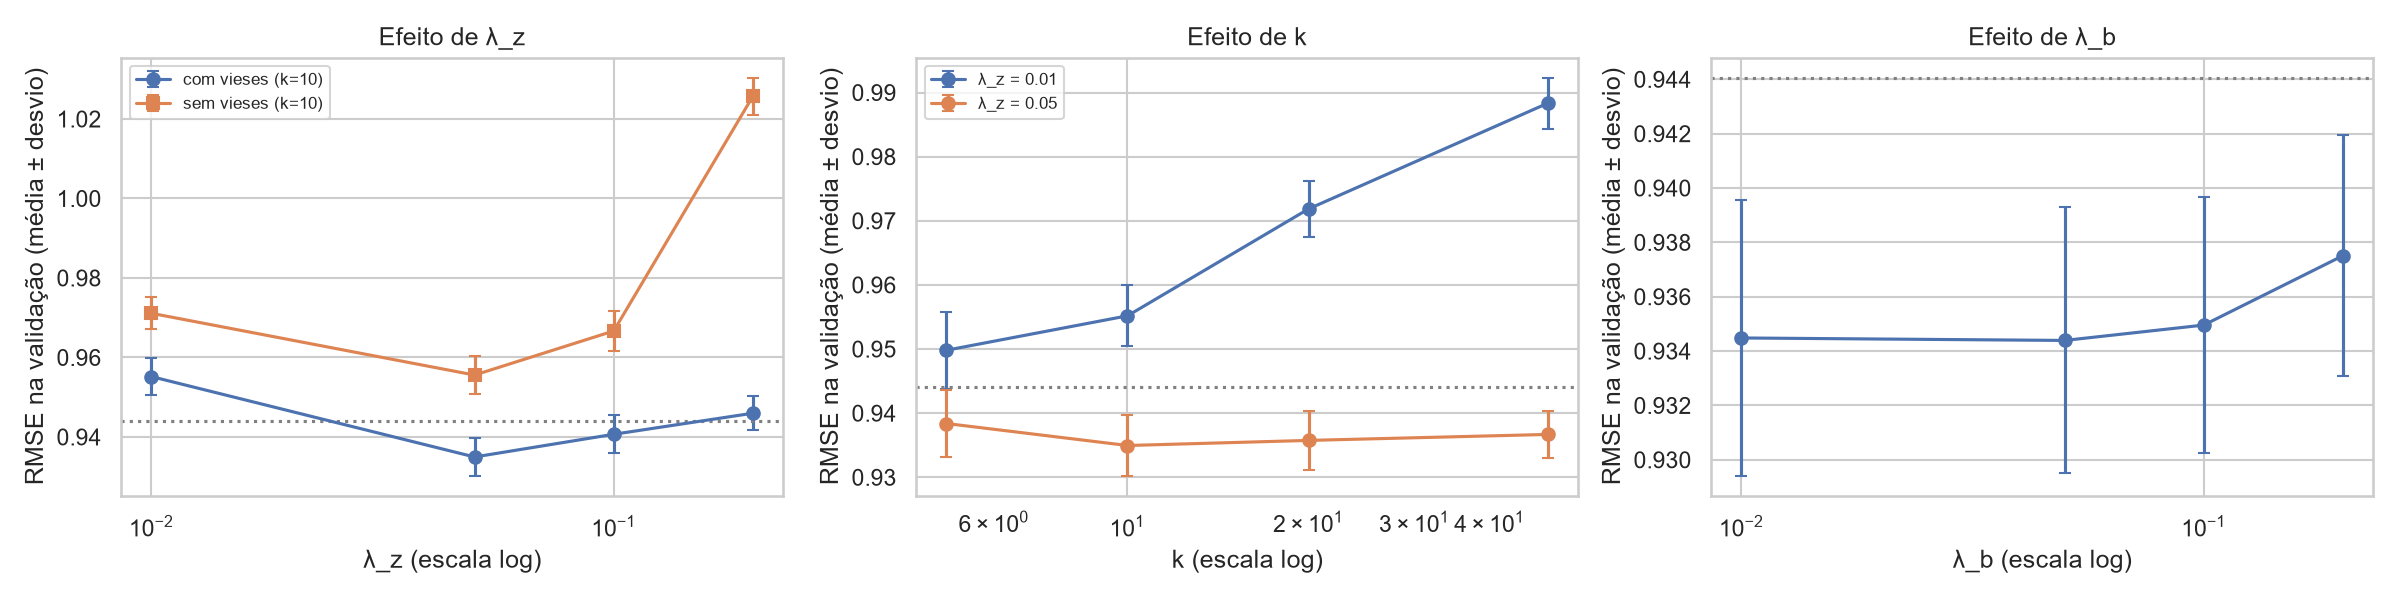 Efeito de λ_z
RMSE na validação (média ± desvio)
com vieses (k=10)
sem vieses (k=10)
1.02
1.00
0.98
0.96
0.94
10⁻²
10⁻¹
λ_z (escala log)
Efeito de k
RMSE na validação (média ± desvio)
λ_z = 0.01
λ_z = 0.05
0.99
0.98
0.97
0.96
0.95
0.94
0.93
6 × 10⁰
10¹
2 × 10¹
3 × 10¹
4 × 10¹
k (escala log)
Efeito de λ_b
RMSE na validação (média ± desvio)
0.944
0.942
0.940
0.938
0.936
0.934
0.932
0.930
10⁻²
10⁻¹
λ_b (escala log)